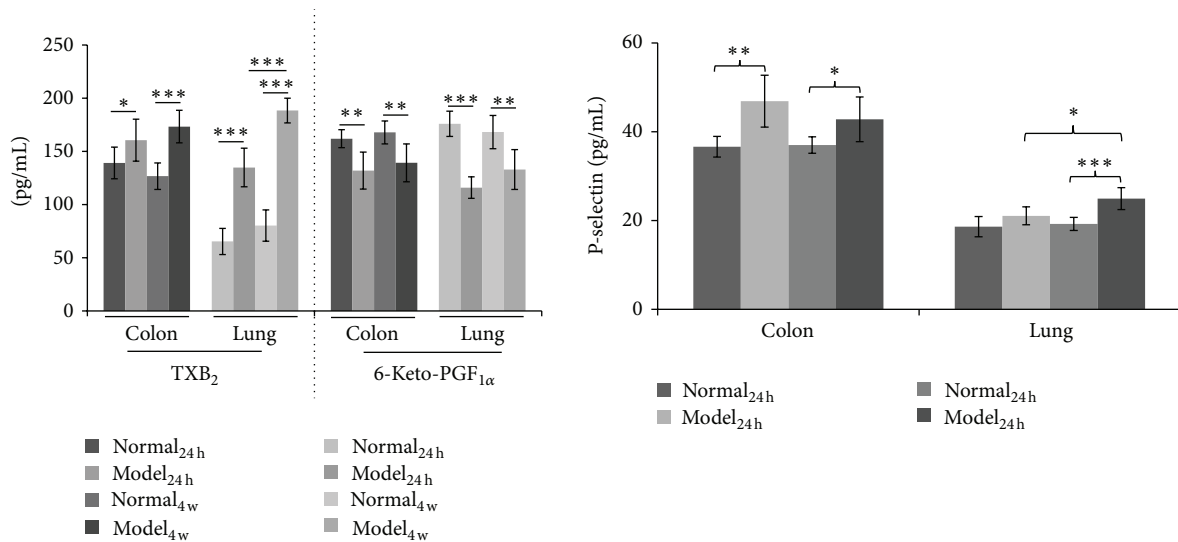 250
200
150
100
50
0
(pg/mL)
*
***
***
***
***
**
**
***
**
Colon
Lung
Colon
Lung
TXB₂
6-Keto-PGF₁α
Normal₂₄ h
Model₂₄ h
Normal₄ w
Model₄ w
Normal₂₄ h
Model₂₄ h
Normal₄ w
Model₄ w
60
40
20
0
P-selectin (pg/mL)
**
*
*
***
Colon
Lung
Normal₂₄ h
Model₂₄ h
Normal₂₄ h
Model₂₄ h